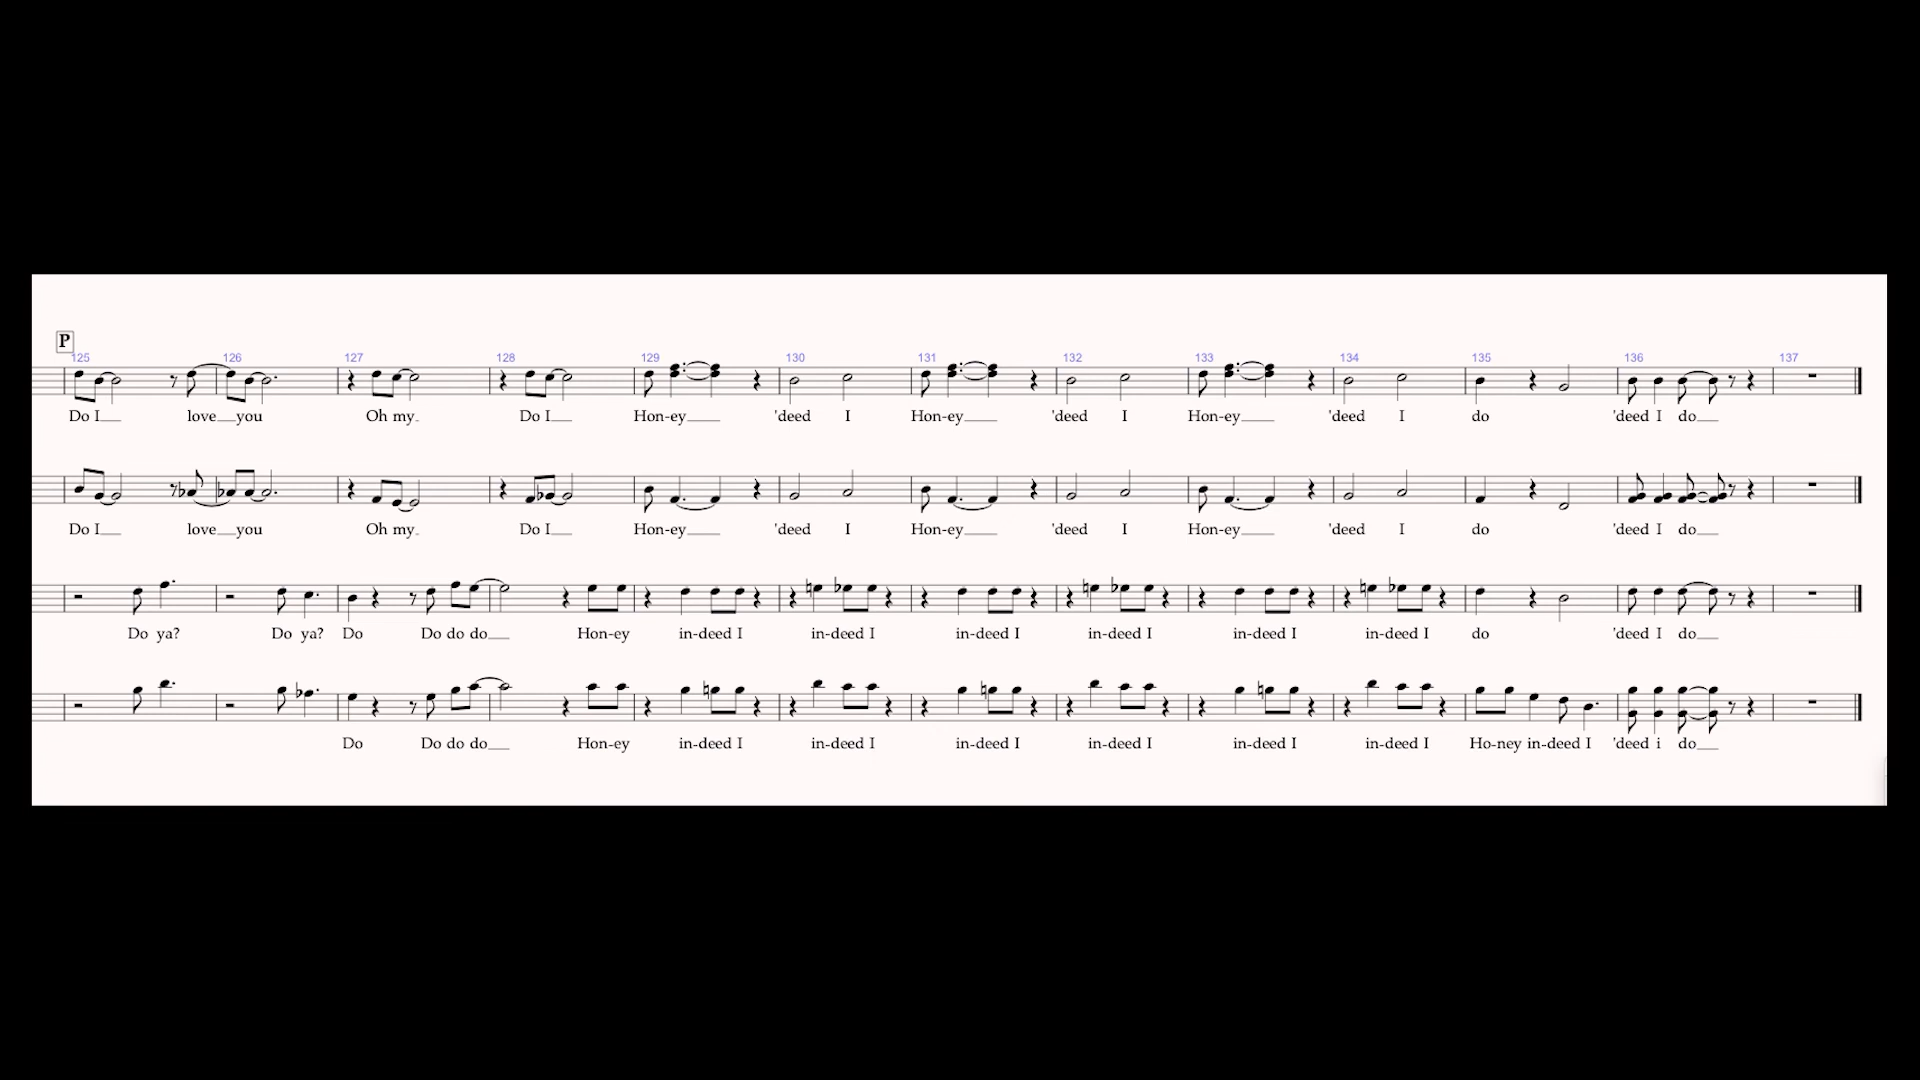 P
125 126 127 128 129 130 131 132 133 134 135 136 137
Do I love you Oh my Do I Hon-ey 'deed I Hon-ey 'deed I Hon-ey 'deed I do 'deed I do
Do I love you Oh my Do I Hon-ey 'deed I Hon-ey 'deed I Hon-ey 'deed I do 'deed I do
Do ya? Do ya? Do Do do do Hon-ey in-deed I in-deed I in-deed I in-deed I in-deed I in-deed I do 'deed I do
Do Do do do Hon-ey in-deed I in-deed I in-deed I in-deed I in-deed I in-deed I Ho-ney in-deed I 'deed i do